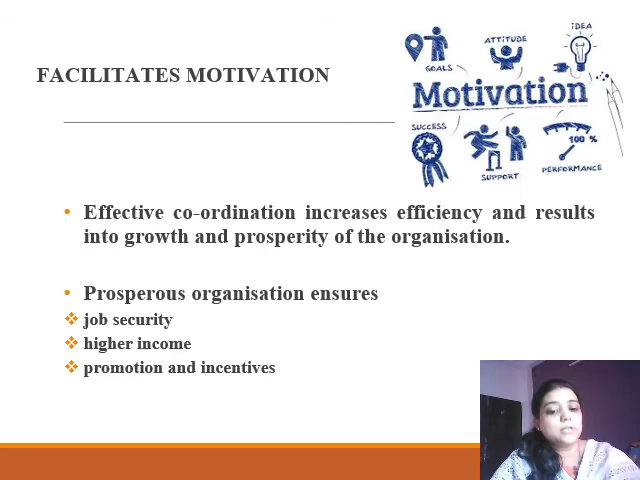 FACILITATES MOTIVATION
GOALS
ATTITUDE
iDEA
Motivation
SUCCESS
SUPPORT
100 %
PERFORMANCE
• Effective co-ordination increases efficiency and results
into growth and prosperity of the organisation.
• Prosperous organisation ensures
❖ job security
❖ higher income
❖ promotion and incentives